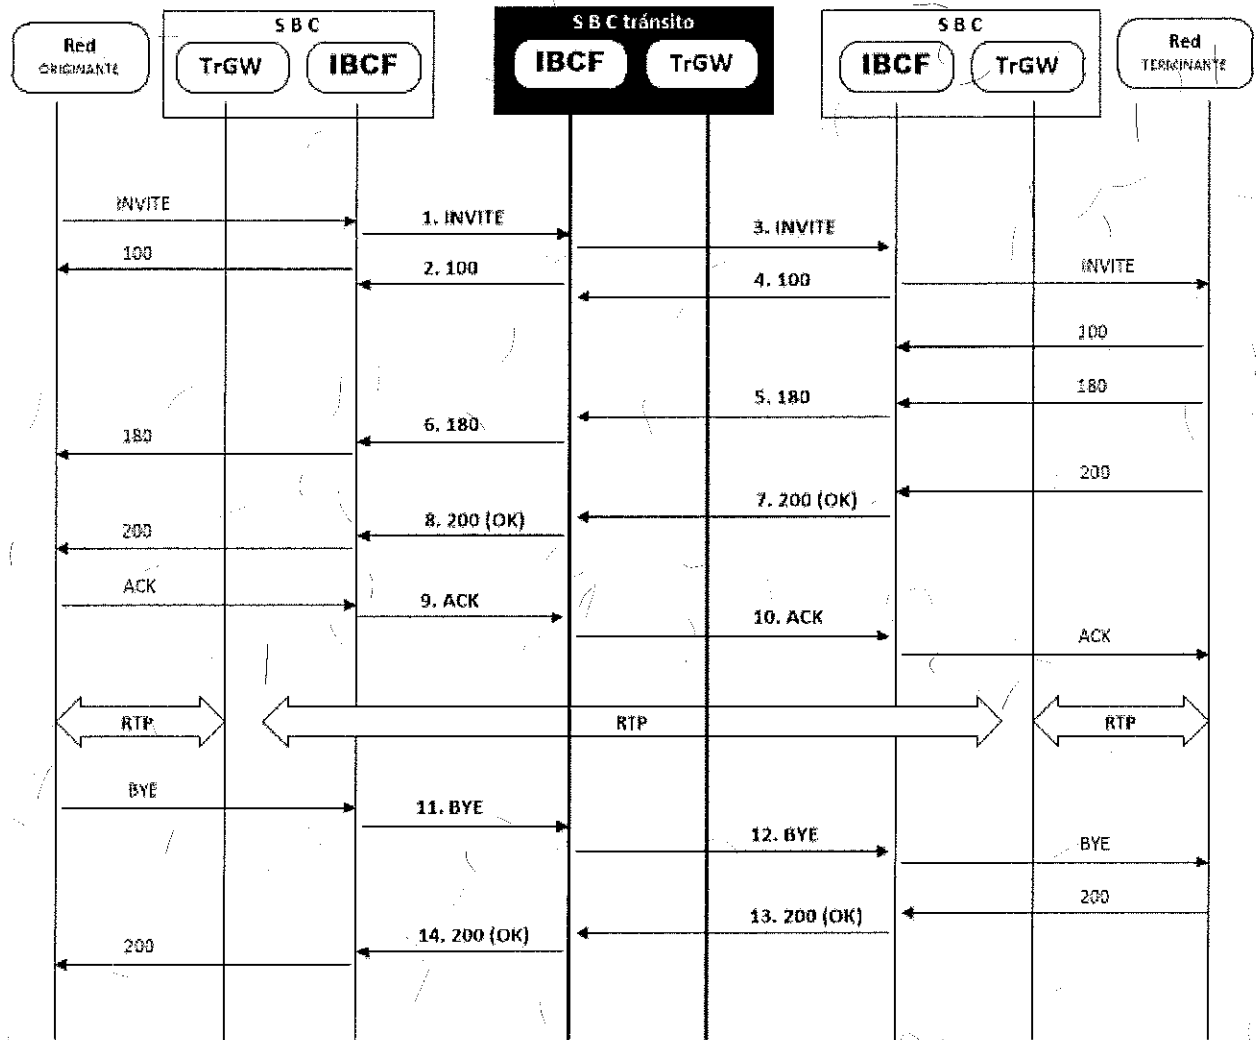 Red
ORIGINANTE
S B C
TrGW
IBCF
S B C tránsito
IBCF
TrGW
S B C
IBCF
TrGW
Red
TERMINANTE
INVITE
1. INVITE
3. INVITE
100
2. 100
4. 100
INVITE
100
180
5. 180
6. 180
180
200
7. 200 (OK)
8. 200 (OK)
200
ACK
9. ACK
10. ACK
ACK
RTP
RTP
RTP
BYE
11. BYE
12. BYE
BYE
200
13. 200 (OK)
14. 200 (OK)
200